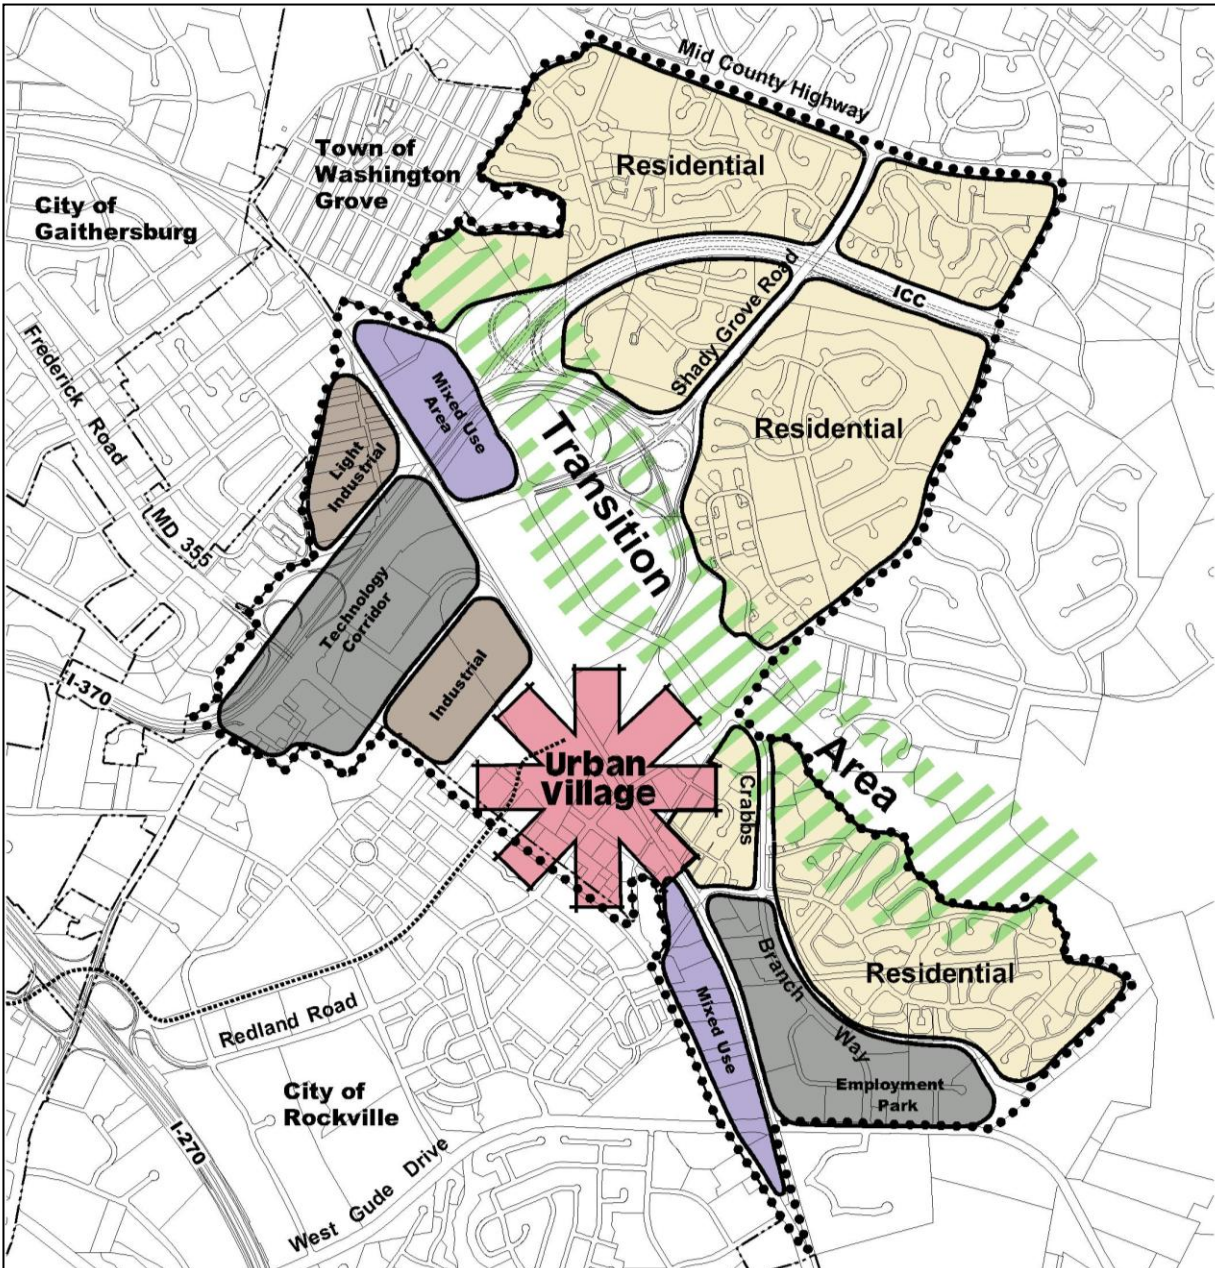 Mid County Highway
Town of
Washington
Grove
Residential
City of
Gaithersburg
ICC
Shady Grove Road
Frederick Road
Mixed Use
Area
Residential
Light
Industrial
Transition
MD 355
Technology
Corridor
Industrial
I-370
Urban
Village
Area
Crabbs
Branch
Way
Residential
Mixed Use
Redland Road
Employment
Park
City of
Rockville
I-270
West Gude Drive